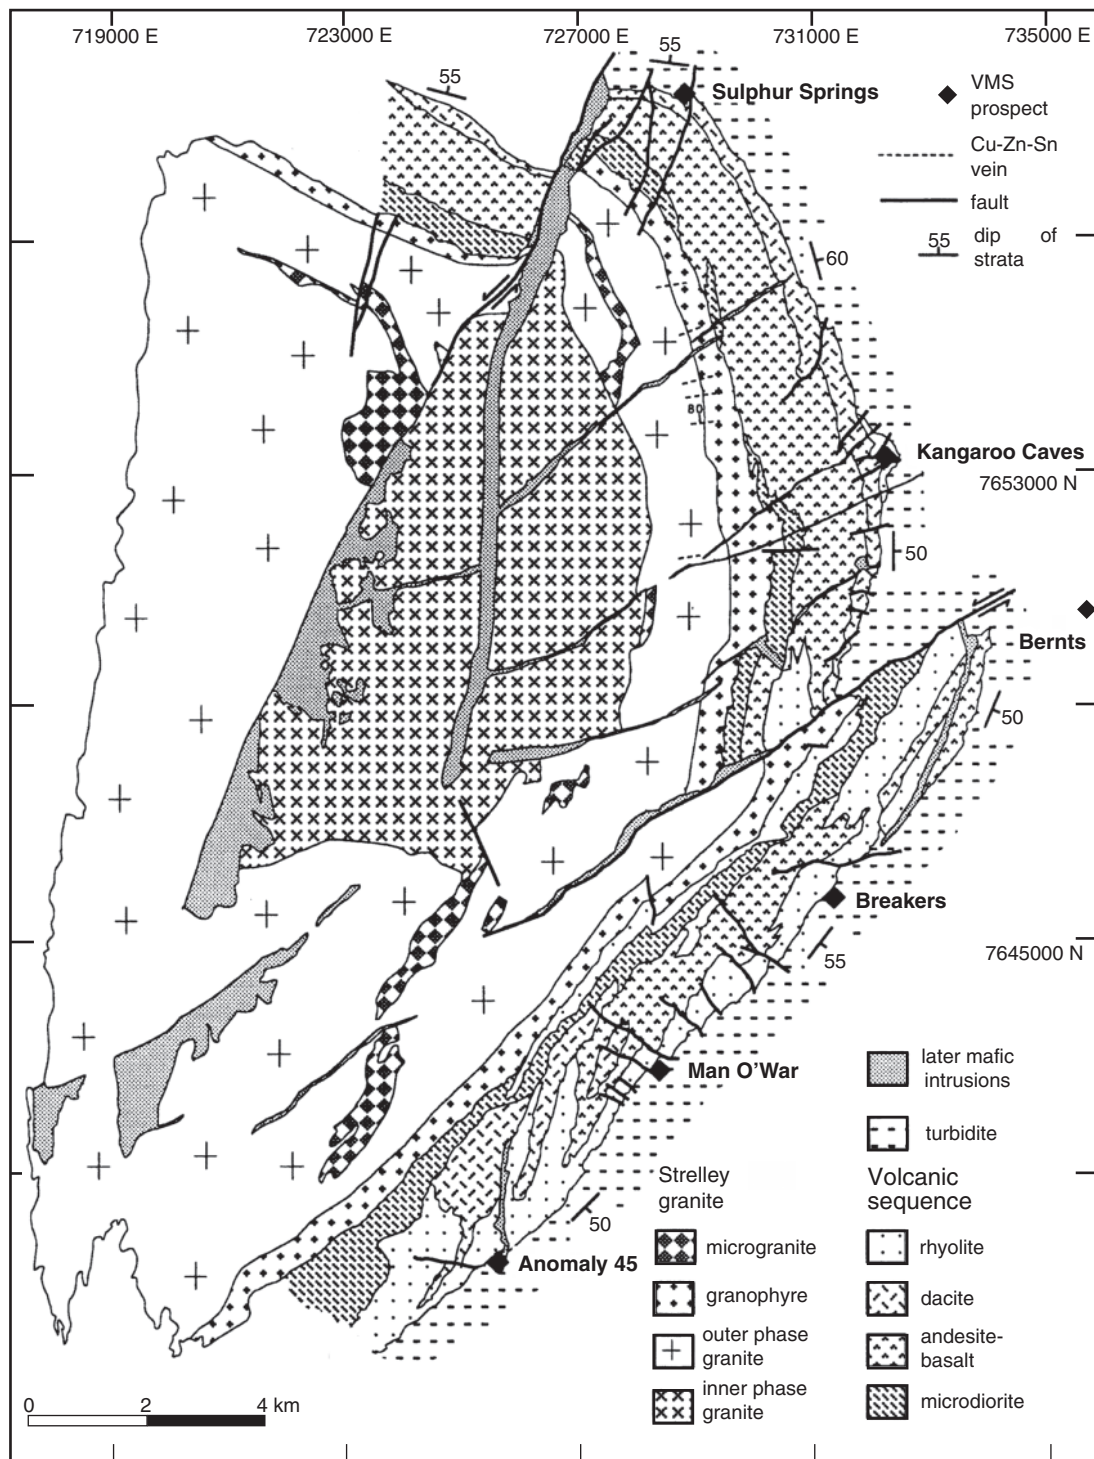 719000 E
723000 E
727000 E
731000 E
735000 E
55
55
Sulphur Springs
VMS
prospect
Cu-Zn-Sn
vein
fault
55
dip of
strata
60
80
Kangaroo Caves
7653000 N
50
Bernts
50
Breakers
55
7645000 N
Man O'War
50
Anomaly 45
later mafic
intrusions
turbidite
Strelley
granite
microgranite
granophyre
outer phase
granite
inner phase
granite
Volcanic
sequence
rhyolite
dacite
andesite-
basalt
microdiorite
0
2
4 km